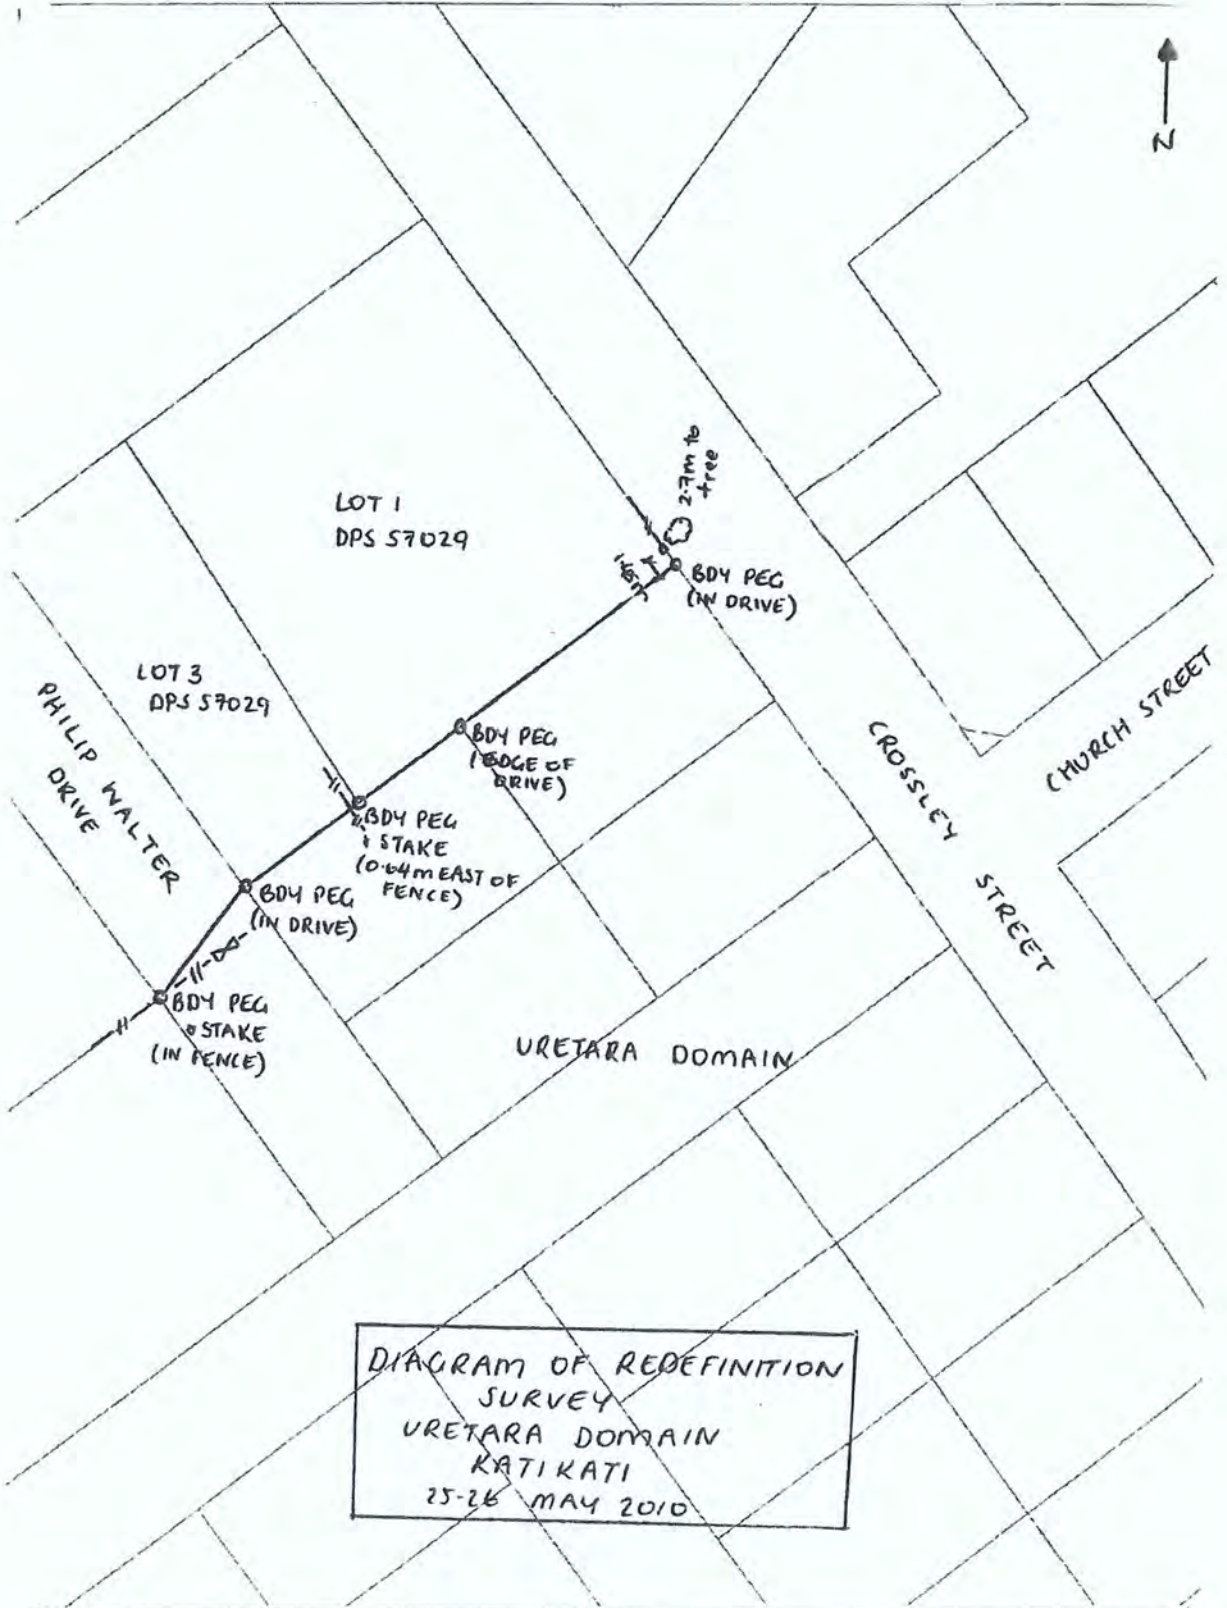 N
2.7m to
tree
LOT 1
DPS 57029
BDY PEG
(IN DRIVE)
LOT 3
DPS 57029
PHILIP WALTER
DRIVE
BDY PEG
(EDGE OF
DRIVE)
BDY PEG
& STAKE
(0.64m EAST OF
FENCE)
BDY PEG
(IN DRIVE)
BDY PEG
& STAKE
(IN FENCE)
CROSSLEY STREET
CHURCH STREET
URETARA DOMAIN
DIAGRAM OF REDEFINITION
SURVEY
URETARA DOMAIN
KATIKATI
25-26 MAY 2010